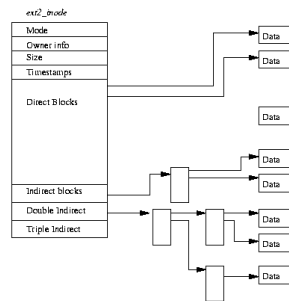 ext2_inode
Mode
Owner info
Size
Timestamps
Direct Blocks
Indirect blocks
Double Indirect
Triple Indirect
Data
Data
Data
Data
Data
Data
Data
Data